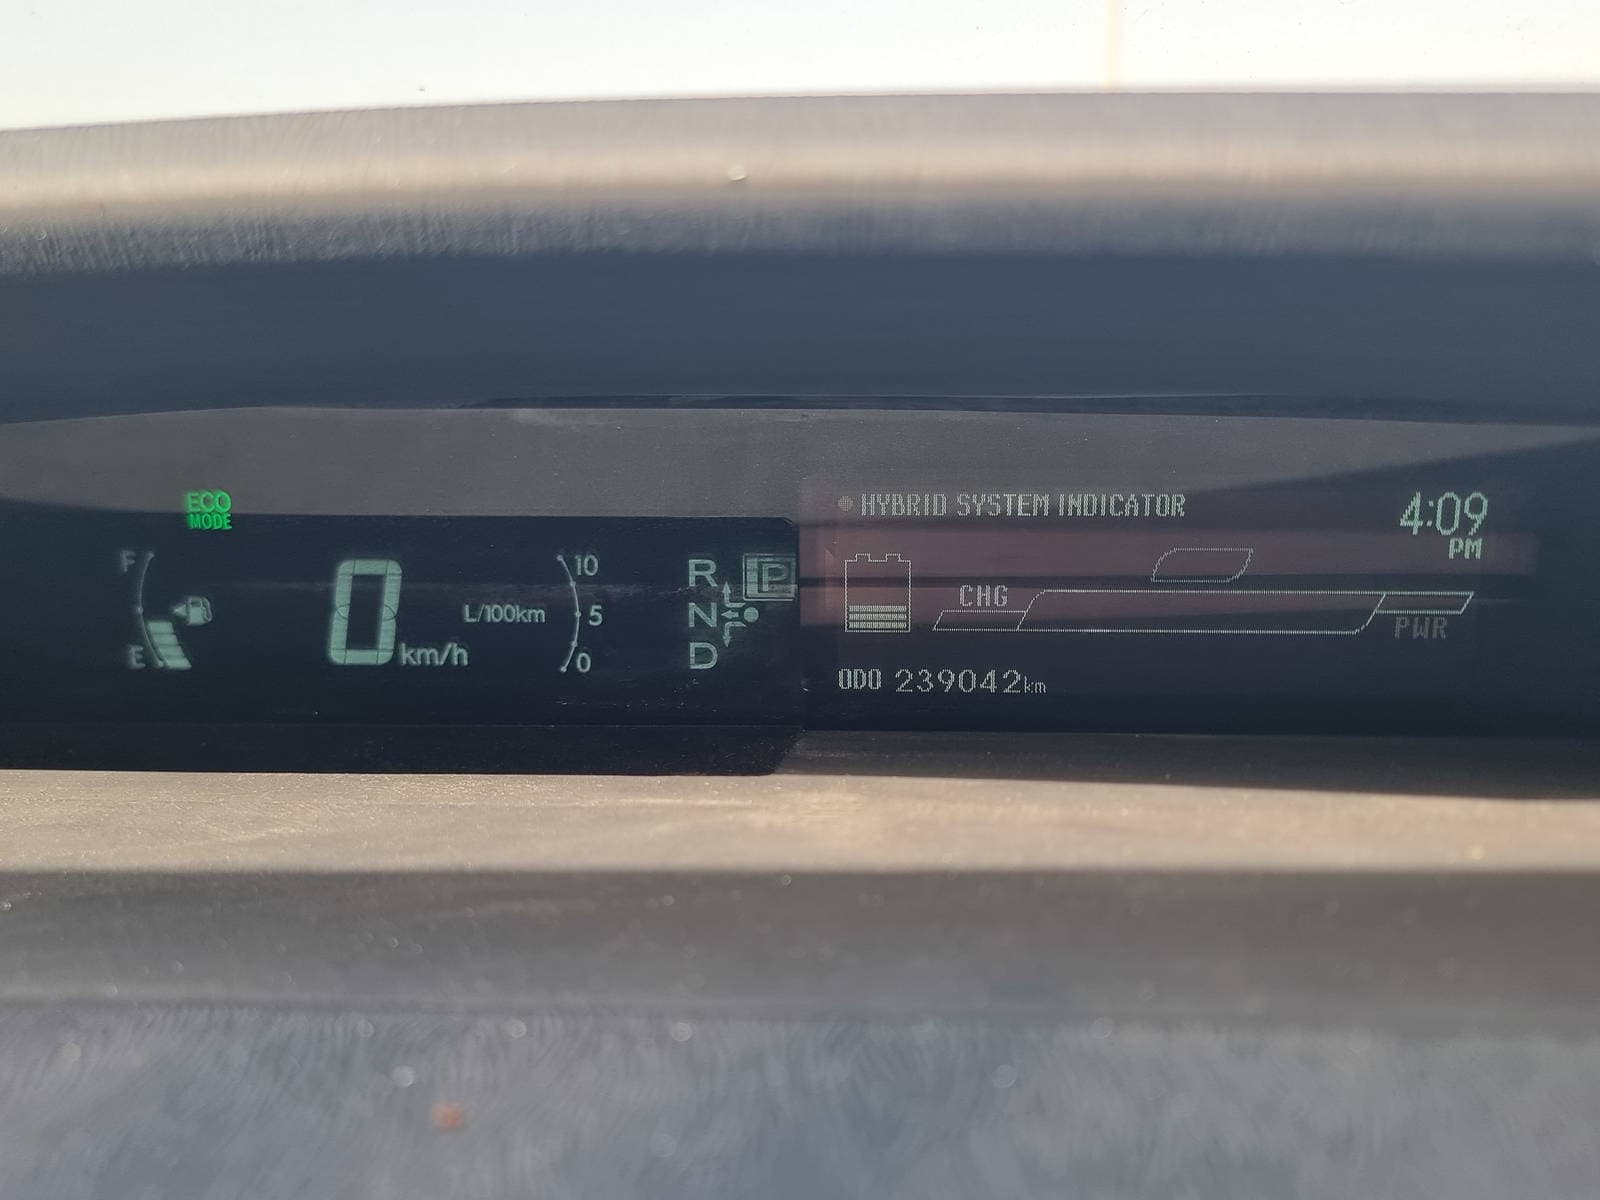 ECO
MODE
HYBRID SYSTEM INDICATOR
4:09
PM
F
E
0 km/h
L/100km
10
5
0
R
N
D
P
CHG
PWR
ODO 239042km